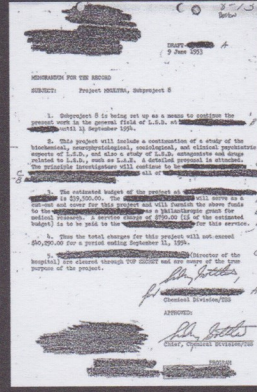 DRAFT- A
9 June 1953
MEMORANDUM FOR THE RECORD
SUBJECT: Project MKULTRA, Subproject 8
1. Subproject 8 is being set up as a means to continue the
present work in the general field of L.S.D. at
until 11 September 1954.
2. This will include a continuation of a study of the
biochemical, neurophysiological, sociological, and clinical psychiatric
aspects of L.S.D., and also a study of L.S.D. antagonists and drugs
related to L.S.D., such as L.A.E. A detailed proposal is attached.
The principle investigators will continue to be
all of
3. The estimated budget of the project at
is $39,500.00. The will serve as a
cut-out and cover for this project and will furnish the above funds
to the as a philanthropic grant for
medical research. A service charge of $790.00 (2% of the estimated
budget) is to be paid to the for this service.
4. Thus the total charges for this project will not exceed
$40,290.00 for a period ending September 11, 1954.
5. (Director of the
hospital) are cleared through TOP SECRET and are aware of the true
purpose of the project.
Chemical Division/TSS
APPROVED:
Chief, Chemical Division/TSS
PROGRAM